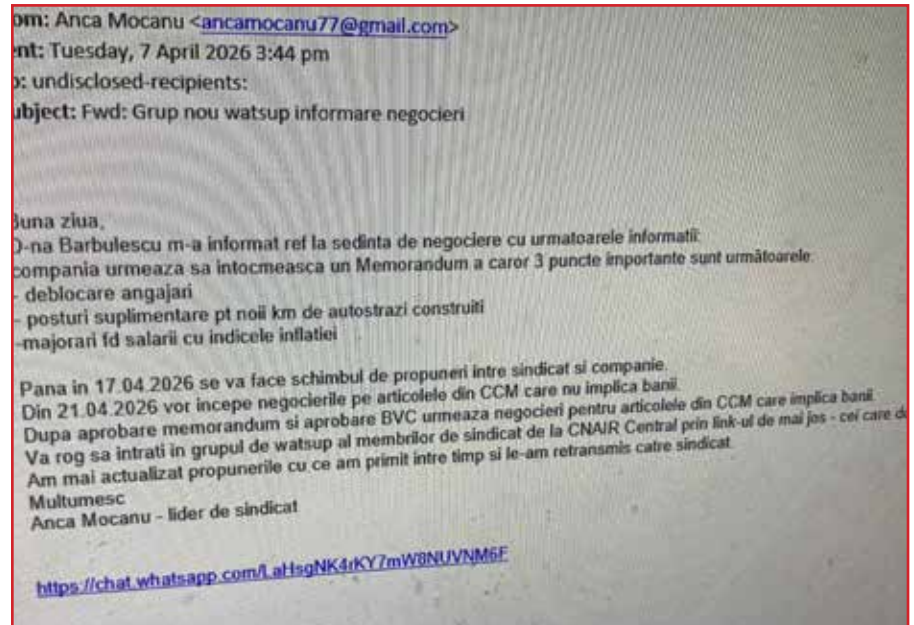 om: Anca Mocanu <ancamocanu77@gmail.com>
ent: Tuesday, 7 April 2026 3:44 pm
o: undisclosed-recipients:
ubject: Fwd: Grup nou watsup informare negocieri
Buna ziua,
D-na Barbulescu m-a informat ref la sedinta de negociere cu urmatoarele informatii:
compania urmeaza sa intocmeasca un Memorandum a caror 3 puncte importante sunt următoarele:
- deblocare angajari
- posturi suplimentare pt noii km de autostrazi construiti
-majorari fd salarii cu indicele inflatiei
Pana in 17.04.2026 se va face schimbul de propuneri intre sindicat si companie.
Din 21.04.2026 vor incepe negocierile pe articolele din CCM care nu implica banii.
Dupa aprobare memorandum si aprobare BVC urmeaza negocieri pentru articolele din CCM care implica banii.
Va rog sa intrati in grupul de watsup al membrilor de sindicat de la CNAIR Central prin link-ul de mai jos - cei care d
Am mai actualizat propunerile cu ce am primit intre timp si le-am retransmis catre sindicat.
Multumesc
Anca Mocanu - lider de sindicat
https://chat.whatsapp.com/LaHsgNK4rKY7mW8NUVNM6F